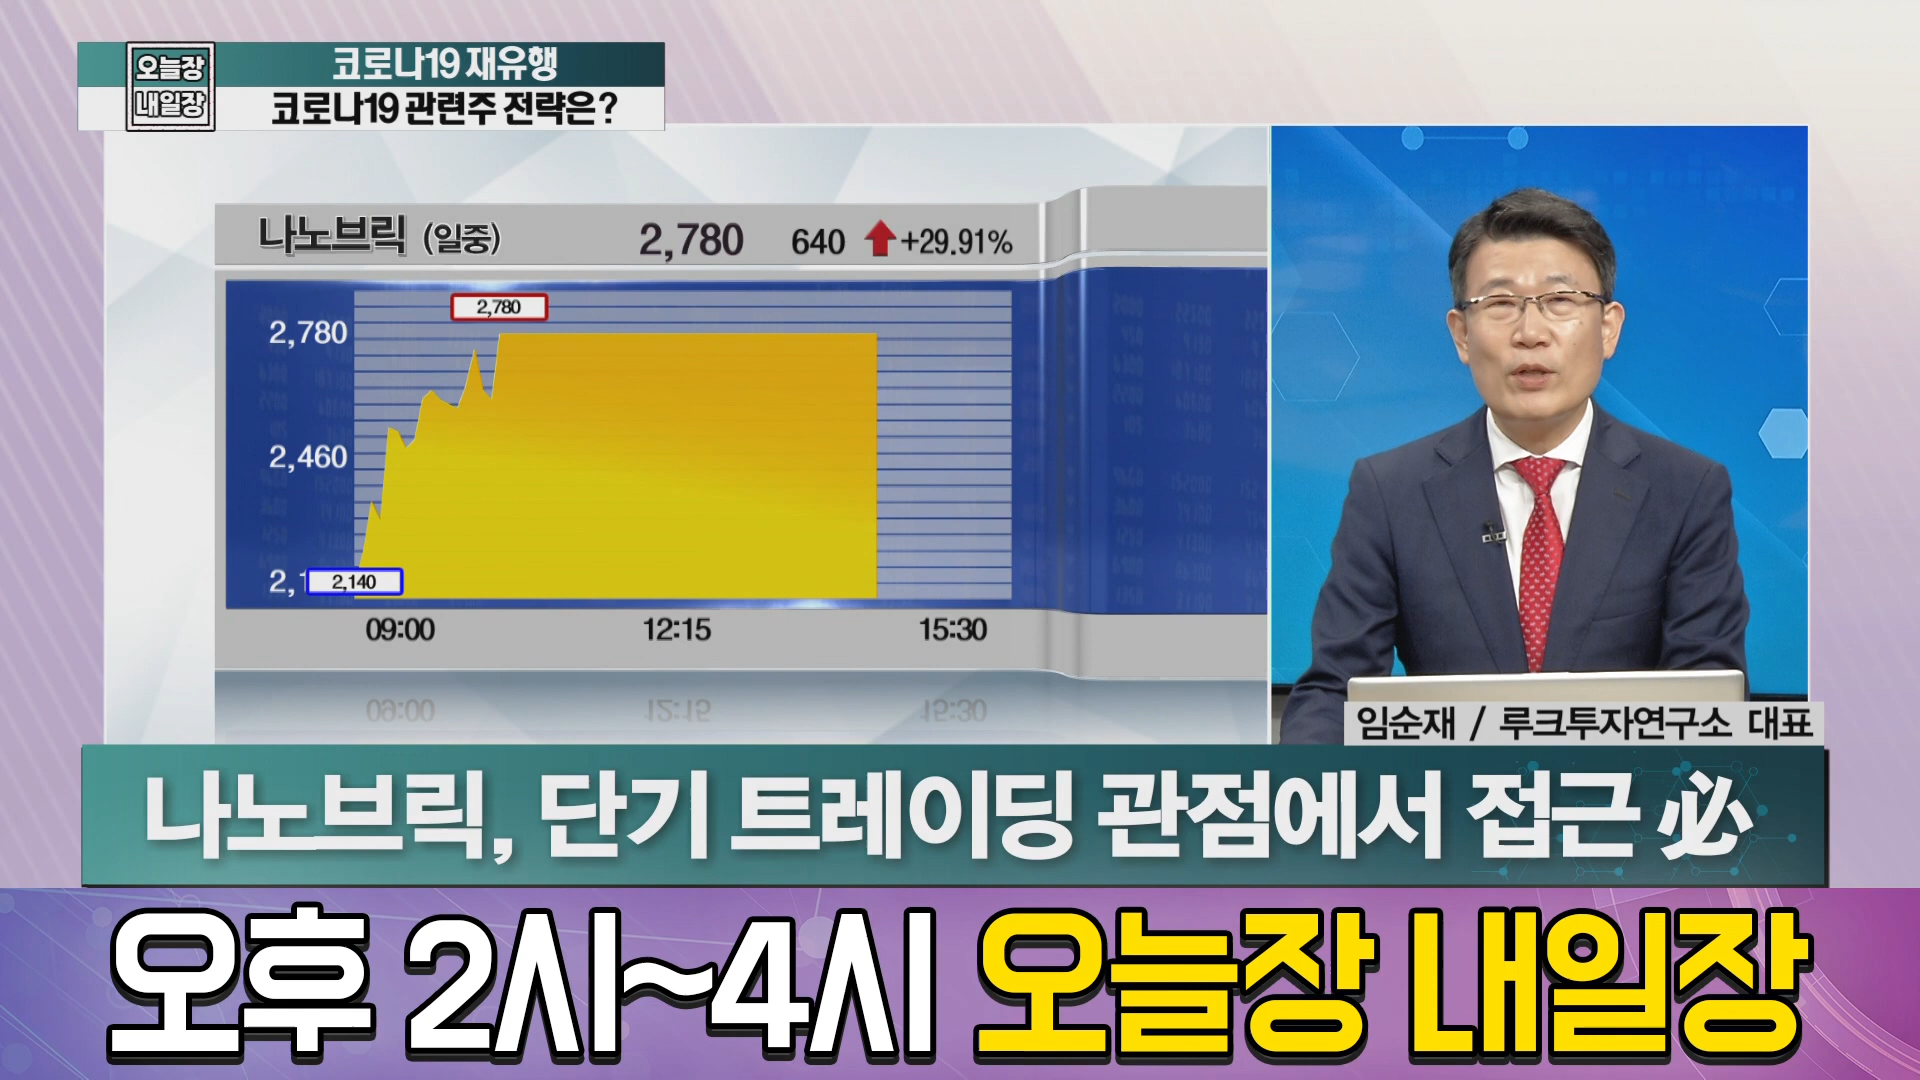 오늘장
내일장
코로나19 재유행
코로나19 관련주 전략은?
나노브릭 (일중) 2,780 640 +29.91%
2,780
2,780
2,460
2,140
09:00 12:15 15:30
임순재 / 루크투자연구소 대표
나노브릭, 단기 트레이딩 관점에서 접근 必
오후 2시~4시 오늘장 내일장